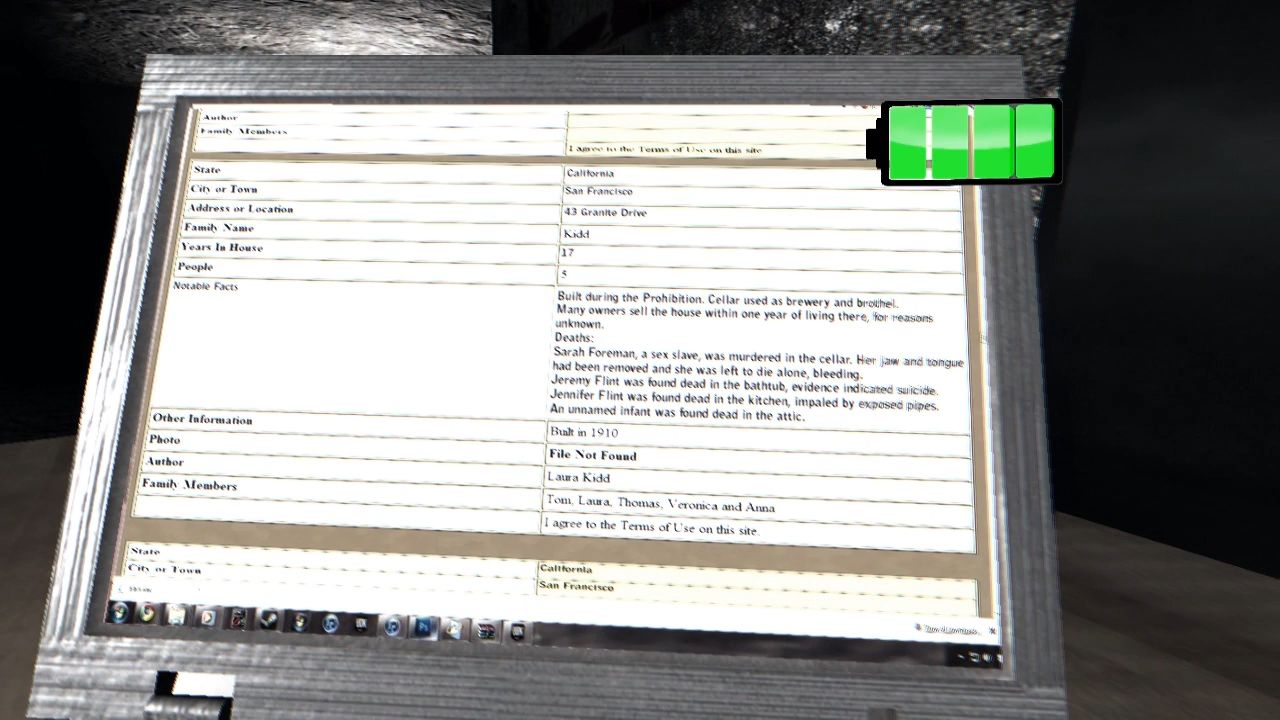 Author
Family Members
I agree to the Terms of Use on this site
State California
City or Town San Francisco
Address or Location 43 Granite Drive
Family Name Kidd
Years In House 17
People 5
Notable Facts
Built during the Prohibition. Cellar used as brewery and brothel.
Many owners sell the house within one year of living there, for reasons
unknown.
Deaths:
Sarah Foreman, a sex slave, was murdered in the cellar. Her jaw and tongue
had been removed and she was left to die alone, bleeding.
Jeremy Flint was found dead in the bathtub, evidence indicated suicide.
Jennifer Flint was found dead in the kitchen, impaled by exposed pipes.
An unnamed infant was found dead in the attic.
Other Information Built in 1910
Photo File Not Found
Author Laura Kidd
Family Members Tom, Laura, Thomas, Veronica and Anna
I agree to the Terms of Use on this site.
State California
City or Town San Francisco